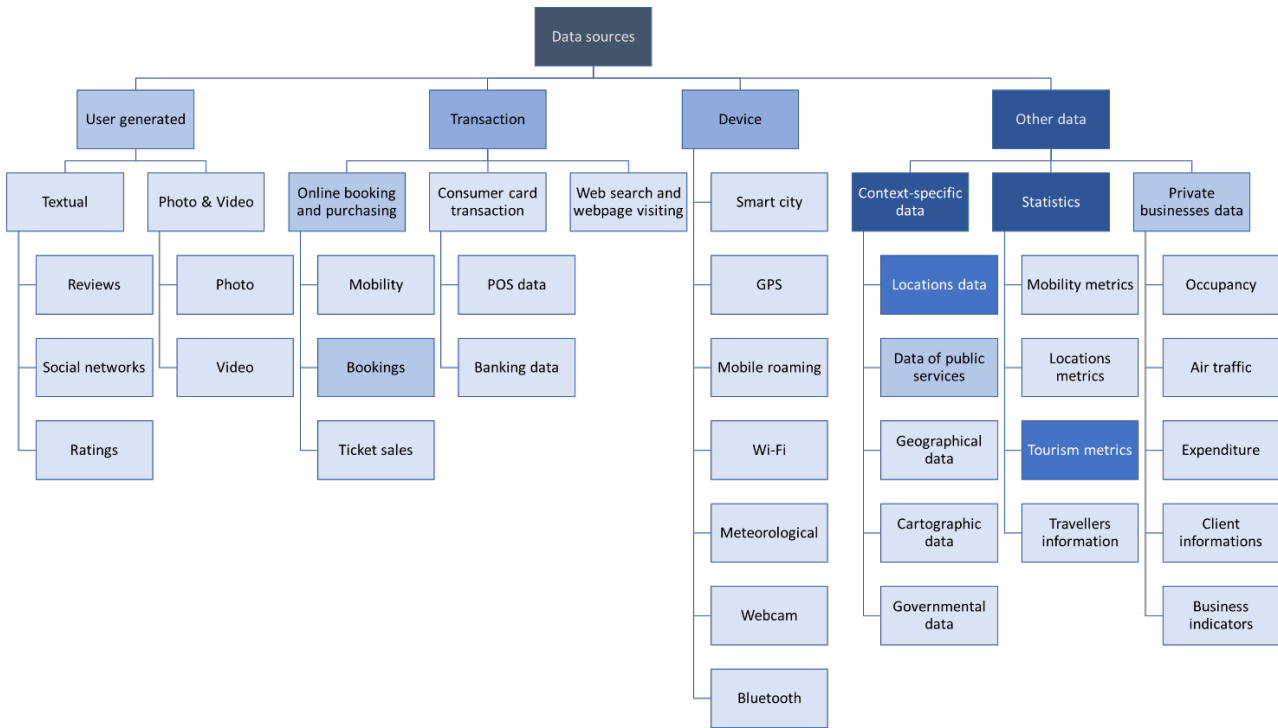 Data sources
User generated
Transaction
Device
Other data
Textual
Photo & Video
Online booking
and purchasing
Consumer card
transaction
Web search and
webpage visiting
Smart city
Context-specific
data
Statistics
Private
businesses data
Reviews
Photo
Mobility
POS data
GPS
Locations data
Mobility metrics
Occupancy
Social networks
Video
Bookings
Banking data
Mobile roaming
Data of public
services
Locations
metrics
Air traffic
Ratings
Ticket sales
Wi-Fi
Geographical
data
Tourism metrics
Expenditure
Meteorological
Cartographic
data
Travellers
information
Client
informations
Webcam
Governmental
data
Business
indicators
Bluetooth